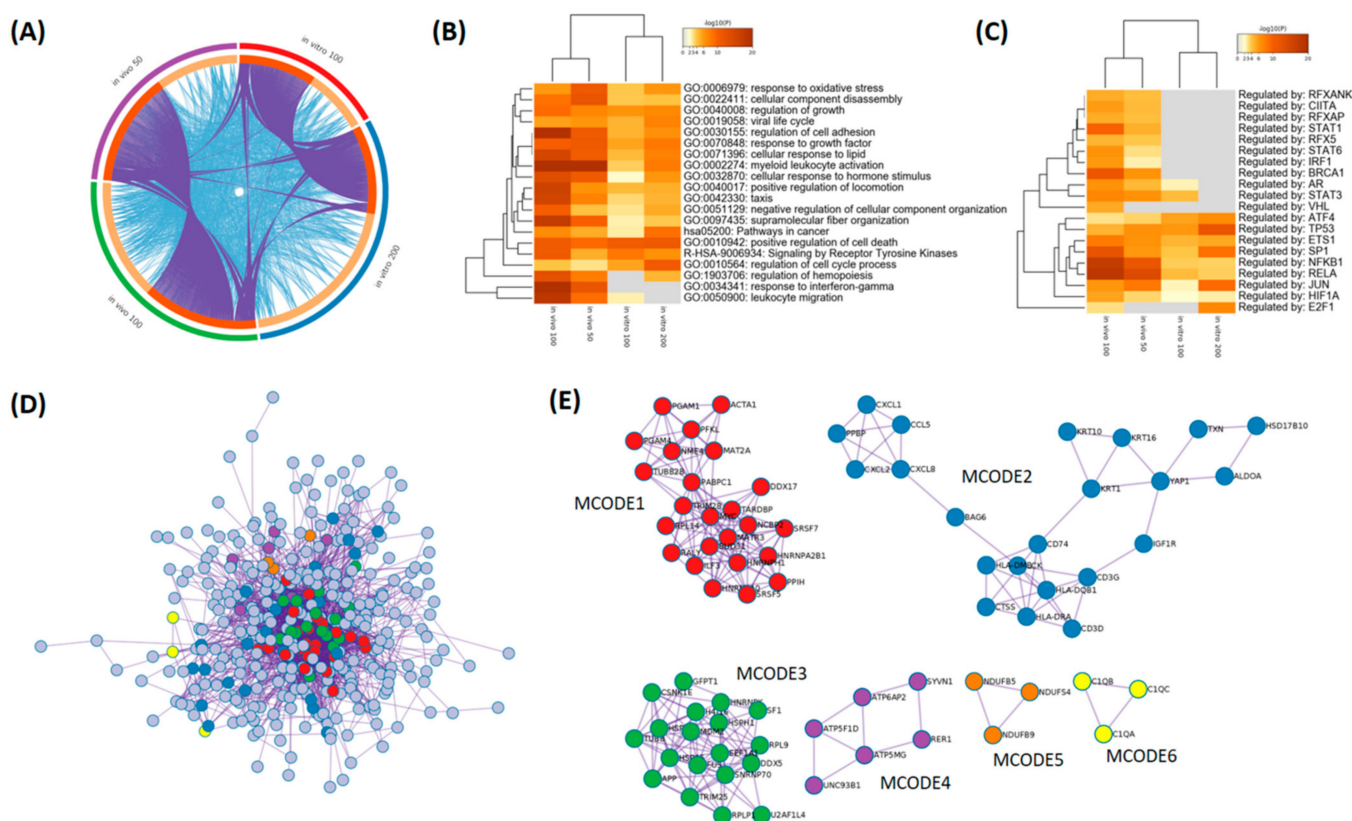 (A)
in vivo 50
in vitro 100
in vitro 200
in vivo 100
(B)
-log10(P)
0 2 3 4 6 10 20
GO:0006979: response to oxidative stress
GO:0022411: cellular component disassembly
GO:0040008: regulation of growth
GO:0019058: viral life cycle
GO:0030155: regulation of cell adhesion
GO:0070848: response to growth factor
GO:0071396: cellular response to lipid
GO:0002274: myeloid leukocyte activation
GO:0032870: cellular response to hormone stimulus
GO:0040017: positive regulation of locomotion
GO:0042330: taxis
GO:0051129: negative regulation of cellular component organization
GO:0097435: supramolecular fiber organization
hsa05200: Pathways in cancer
GO:0010942: positive regulation of cell death
R-HSA-9006934: Signaling by Receptor Tyrosine Kinases
GO:0010564: regulation of cell cycle process
GO:1903706: regulation of hemopoiesis
GO:0034341: response to interferon-gamma
GO:0050900: leukocyte migration
in vivo 100
in vivo 50
in vitro 100
in vitro 200
(C)
-log10(P)
0 2 3 4 6 10 20
Regulated by: RFXANK
Regulated by: CIITA
Regulated by: RFXAP
Regulated by: STAT1
Regulated by: RFX5
Regulated by: STAT6
Regulated by: IRF1
Regulated by: BRCA1
Regulated by: AR
Regulated by: STAT3
Regulated by: VHL
Regulated by: ATF4
Regulated by: TP53
Regulated by: ETS1
Regulated by: SP1
Regulated by: NFKB1
Regulated by: RELA
Regulated by: JUN
Regulated by: HIF1A
Regulated by: E2F1
in vivo 100
in vivo 50
in vitro 100
in vitro 200
(D)
(E)
PGAM1
ACTA1
PFKL
PGAM4
MAT2A
TUBB2B
PABPC1
DDX17
TARDBP
MYC
NCBP2
RPL14
SRSF7
MATR3
RALY
HNRNPA2B1
ILF3
HNRNPH1
PPIH
SRSF5
MCODE1
CXCL1
PPBP
CCL5
CXCL2
CXCL8
BAG6
MCODE2
KRT10
KRT16
TXN
HSD17B10
KRT1
YAP1
ALDOA
CD74
IGF1R
CD3G
HLA-DQB1
CTSS
HLA-DRA
CD3D
MCODE3
GFPT1
CSNK1E
SF1
HSPH1
MDM2
RPL9
EEF1A1
DDX5
APP
SNRNP70
TRIM25
RPLP1
U2AF1L4
SYVN1
ATP6AP2
ATP5F1D
RER1
ATP5MG
UNC93B1
MCODE4
NDUFB5
NDUFS4
NDUFB9
MCODE5
C1QB
C1QC
C1QA
MCODE6